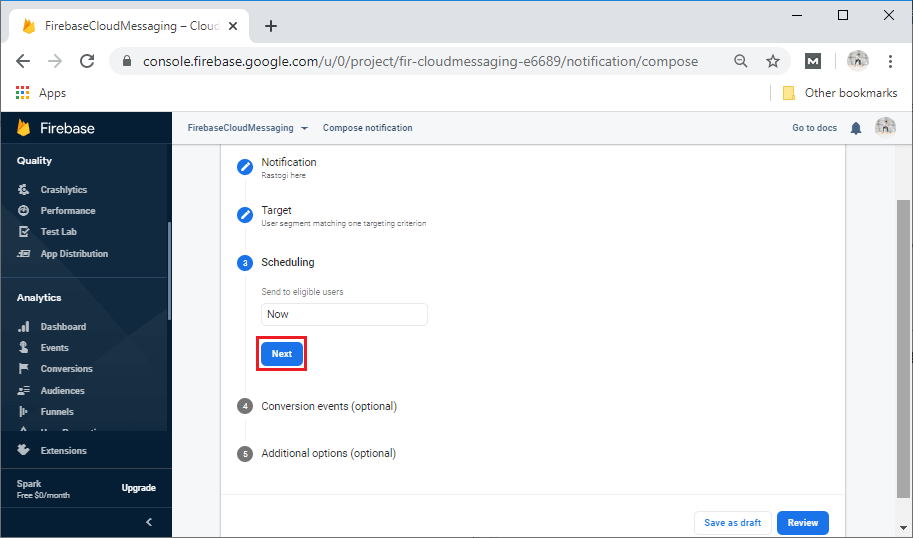 FirebaseCloudMessaging – Cloud
console.firebase.google.com/u/0/project/fir-cloudmessaging-e6689/notification/compose
M
Apps
Other bookmarks
Firebase
FirebaseCloudMessaging
Compose notification
Go to docs
Quality
Crashlytics
Performance
Test Lab
App Distribution
Analytics
Dashboard
Events
Conversions
Audiences
Funnels
Extensions
Spark
Free $0/month
Upgrade
Notification
Rastogi here
Target
User segment matching one targeting criterion
3 Scheduling
Send to eligible users
Now
Next
4 Conversion events (optional)
5 Additional options (optional)
Save as draft
Review